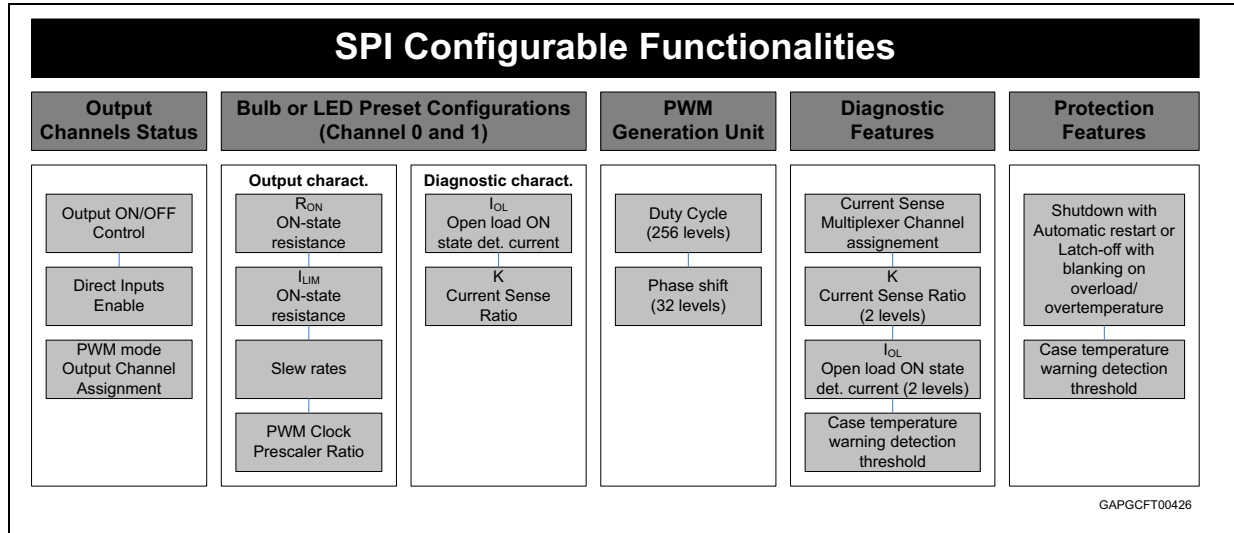 SPI Configurable Functionalities
Output
Channels Status
Bulb or LED Preset Configurations
(Channel 0 and 1)
PWM
Generation Unit
Diagnostic
Features
Protection
Features
Output ON/OFF
Control
Direct Inputs
Enable
PWM mode
Output Channel
Assignment
Output charact.
RON
ON-state
resistance
ILIM
ON-state
resistance
Slew rates
PWM Clock
Prescaler Ratio
Diagnostic charact.
IOL
Open load ON
state det. current
K
Current Sense
Ratio
Duty Cycle
(256 levels)
Phase shift
(32 levels)
Current Sense
Multiplexer Channel
assignement
K
Current Sense Ratio
(2 levels)
IOL
Open load ON state
det. current (2 levels)
Case temperature
warning detection
threshold
Shutdown with
Automatic restart or
Latch-off with
blanking on
overload/
overtemperature
Case temperature
warning detection
threshold
GAPGCFT00426